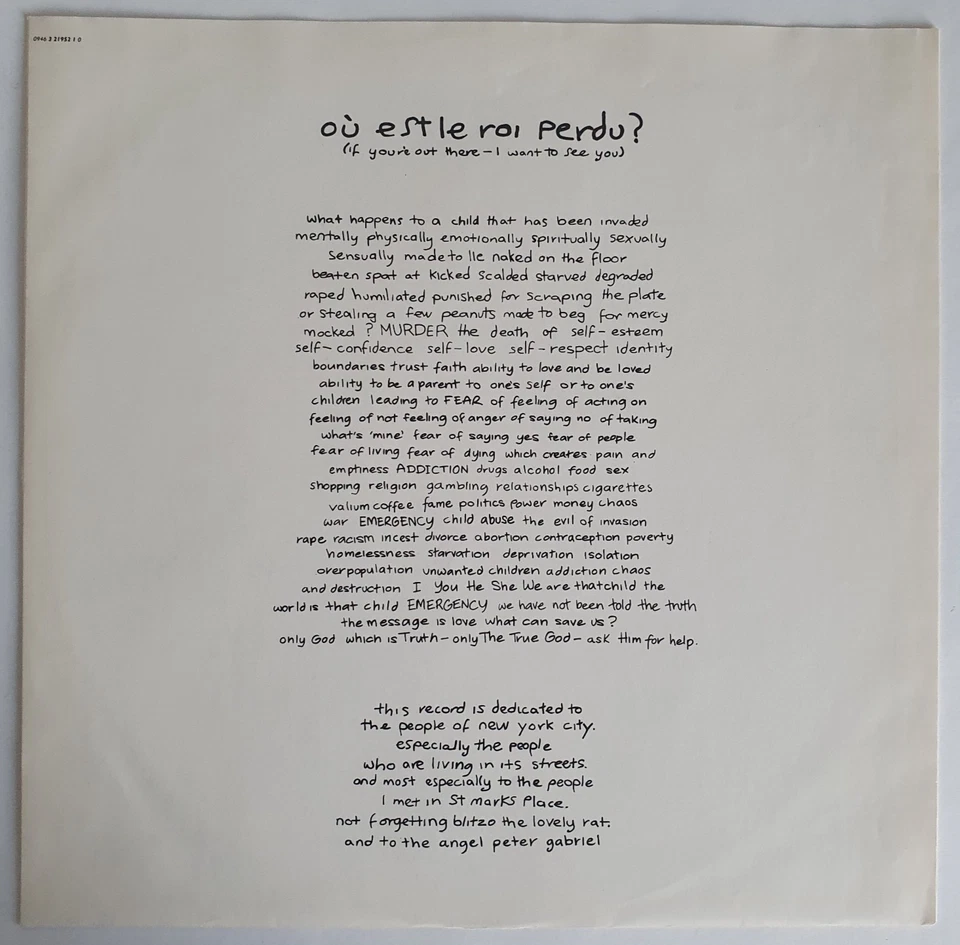 0946 3 21952 1 0
où est le roi perdu?
(if you're out there – I want to see you)
what happens to a child that has been invaded
mentally physically emotionally spiritually sexually
sensually made to lie naked on the floor
beaten spat at kicked scalded starved degraded
raped humiliated punished for scraping the plate
or stealing a few peanuts made to beg for mercy
mocked ? MURDER the death of self-esteem
self-confidence self-love self-respect identity
boundaries trust faith ability to love and be loved
ability to be a parent to one's self or to one's
children leading to FEAR of feeling of acting on
feeling of not feeling of anger of saying no of taking
what's 'mine' fear of saying yes fear of people
fear of living fear of dying which creates pain and
emptiness ADDICTION drugs alcohol food sex
shopping religion gambling relationships cigarettes
valium coffee fame politics power money chaos
war EMERGENCY child abuse the evil of invasion
rape racism incest divorce abortion contraception poverty
homelessness starvation deprivation isolation
overpopulation unwanted children addiction chaos
and destruction I You He She We are that child the
world is that child EMERGENCY we have not been told the truth
the message is love what can save us?
only God which is Truth – only The True God – ask Him for help.
this record is dedicated to
the people of new york city.
especially the people
who are living in its streets.
and most especially to the people
I met in St marks Place.
not forgetting blitzo the lovely rat.
and to the angel peter gabriel